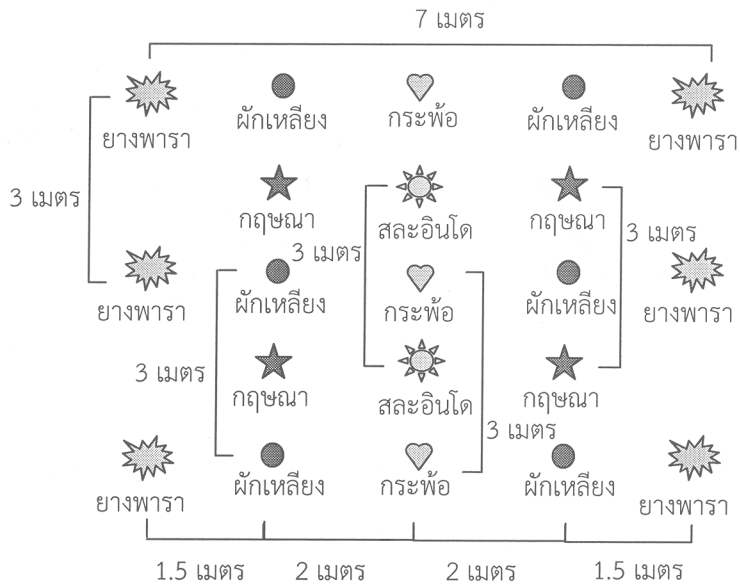 7 เมตร
ยางพารา ผักเหลียง กระพ้อ ผักเหลียง ยางพารา
3 เมตร
กฤษณา 3 เมตร สละอินโด กฤษณา 3 เมตร
ยางพารา ผักเหลียง กระพ้อ ผักเหลียง ยางพารา
3 เมตร
กฤษณา สละอินโด กฤษณา
3 เมตร
ยางพารา ผักเหลียง กระพ้อ ผักเหลียง ยางพารา
1.5 เมตร 2 เมตร 2 เมตร 1.5 เมตร